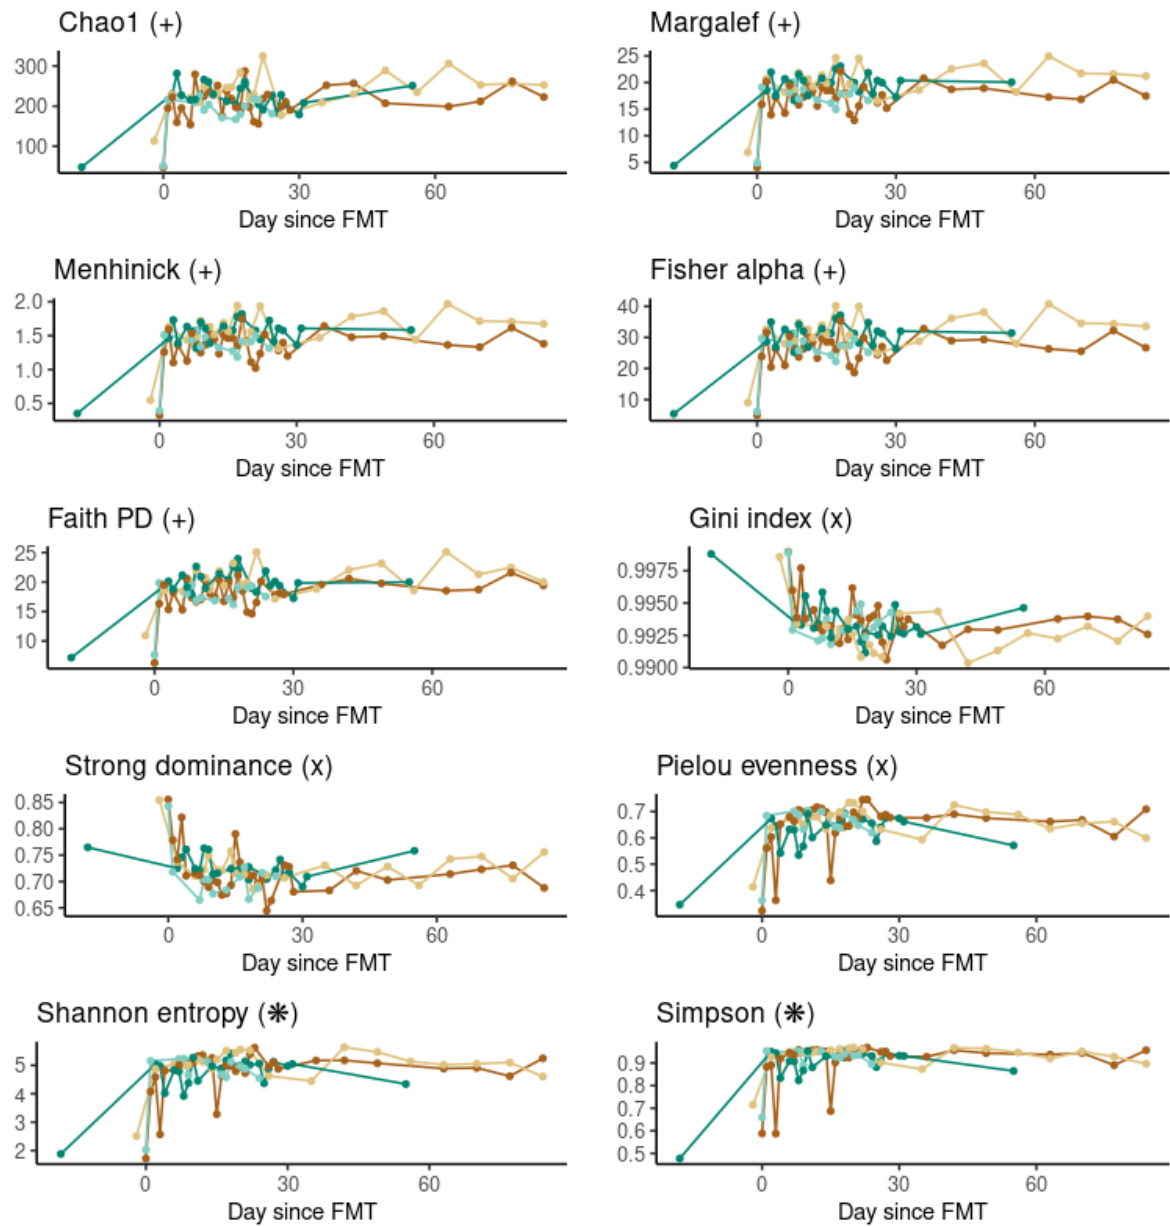 Chao1 (+)
300
200
100
0 30 60
Day since FMT
Margalef (+)
25
20
15
10
5
0 30 60
Day since FMT
Menhinick (+)
2.0
1.5
1.0
0.5
0 30 60
Day since FMT
Fisher alpha (+)
40
30
20
10
0 30 60
Day since FMT
Faith PD (+)
25
20
15
10
0 30 60
Day since FMT
Gini index (x)
0.9975
0.9950
0.9925
0.9900
0 30 60
Day since FMT
Strong dominance (x)
0.85
0.80
0.75
0.70
0.65
0 30 60
Day since FMT
Pielou evenness (x)
0.7
0.6
0.5
0.4
0 30 60
Day since FMT
Shannon entropy (❋)
5
4
3
2
0 30 60
Day since FMT
Simpson (❋)
0.9
0.8
0.7
0.6
0.5
0 30 60
Day since FMT